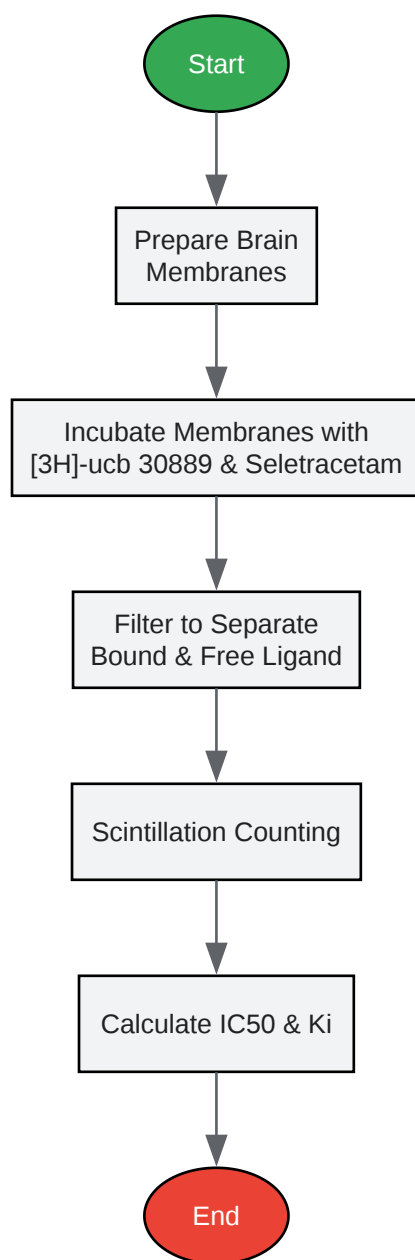 Start
Prepare Brain
Membranes
Incubate Membranes with
[3H]-ucb 30889 & Seletracetam
Filter to Separate
Bound & Free Ligand
Scintillation Counting
Calculate IC50 & Ki
End